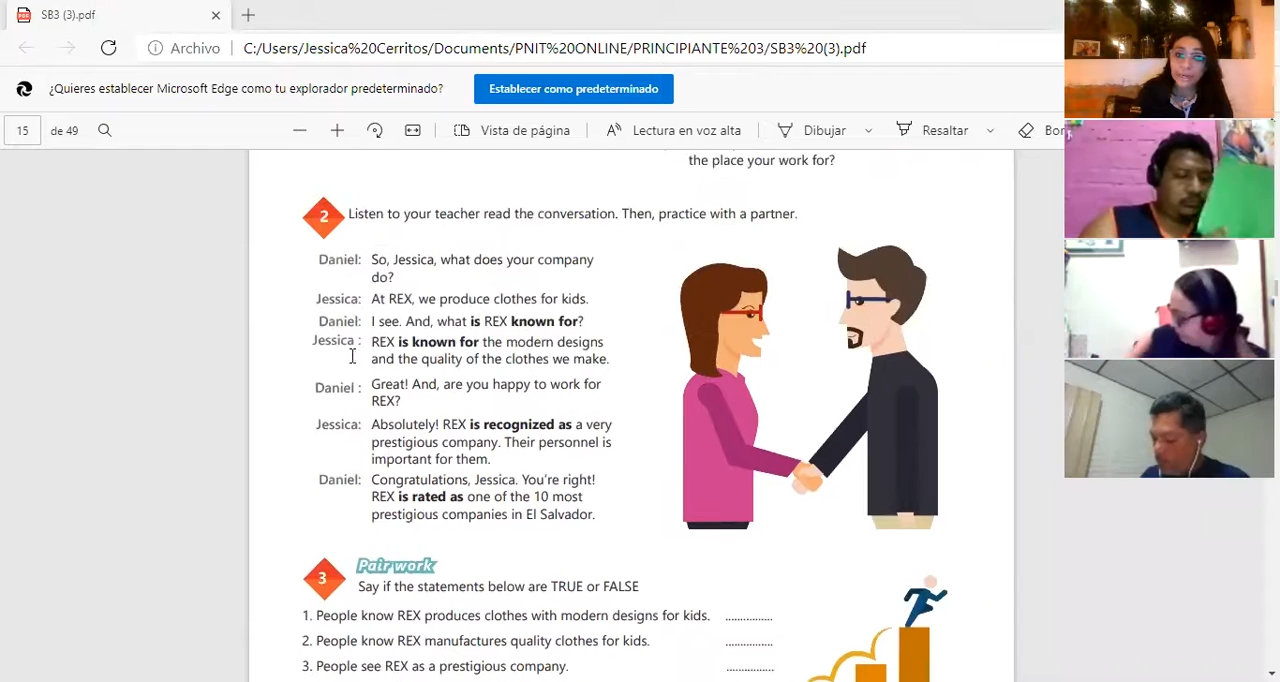 SB3 (3).pdf
Archivo C:/Users/Jessica%20Cerritos/Documents/PNIT%20ONLINE/PRINCIPIANTE%203/SB3%20(3).pdf
¿Quieres establecer Microsoft Edge como tu explorador predeterminado? Establecer como predeterminado
15 de 49 Vista de página Lectura en voz alta Dibujar Resaltar Bor
the place your work for?
2 Listen to your teacher read the conversation. Then, practice with a partner.
Daniel: So, Jessica, what does your company
do?
Jessica: At REX, we produce clothes for kids.
Daniel: I see. And, what is REX known for?
Jessica : REX is known for the modern designs
and the quality of the clothes we make.
Daniel : Great! And, are you happy to work for
REX?
Jessica: Absolutely! REX is recognized as a very
prestigious company. Their personnel is
important for them.
Daniel: Congratulations, Jessica. You're right!
REX is rated as one of the 10 most
prestigious companies in El Salvador.
3 Pair work
Say if the statements below are TRUE or FALSE
1. People know REX produces clothes with modern designs for kids. ...............
2. People know REX manufactures quality clothes for kids. ...............
3. People see REX as a prestigious company. ...............